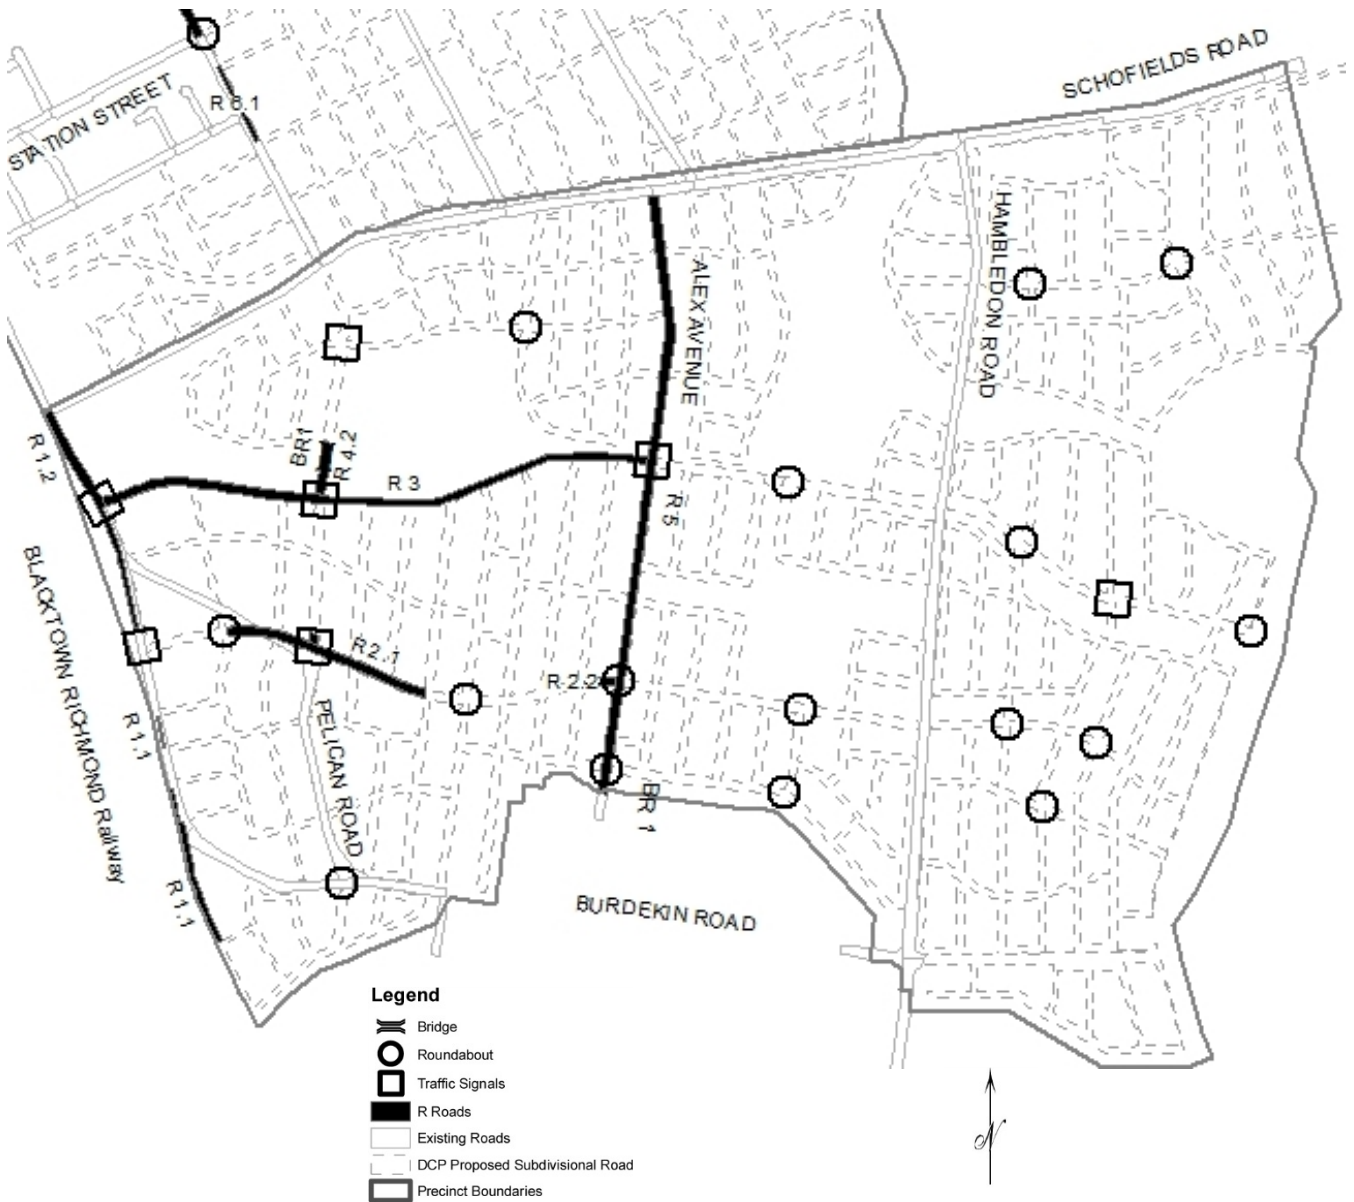 SCHOFIELDS ROAD
R 6.1
STATION STREET
HAMBLEDON ROAD
ALEX AVENUE
BR1
R 4.2
R 1.2
R 3
R 5
BLACKTOWN RICHMOND Railway
R 2.1
R 2.2
R 1.1
PELICAN ROAD
BR 1
R 1.1
BURDEKIN ROAD
Legend
Bridge
Roundabout
Traffic Signals
R Roads
Existing Roads
DCP Proposed Subdivisional Road
Precinct Boundaries
N